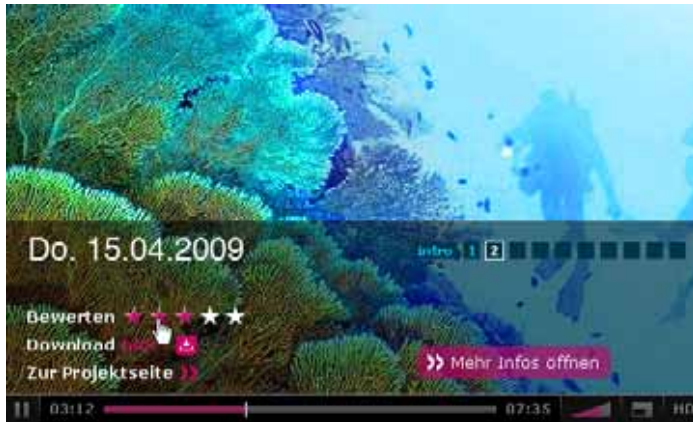 Do. 15.04.2009
intro 1 2
Bewerten
Download
Zur Projektseite »
» Mehr Infos öffnen
03:12 07:35 HD